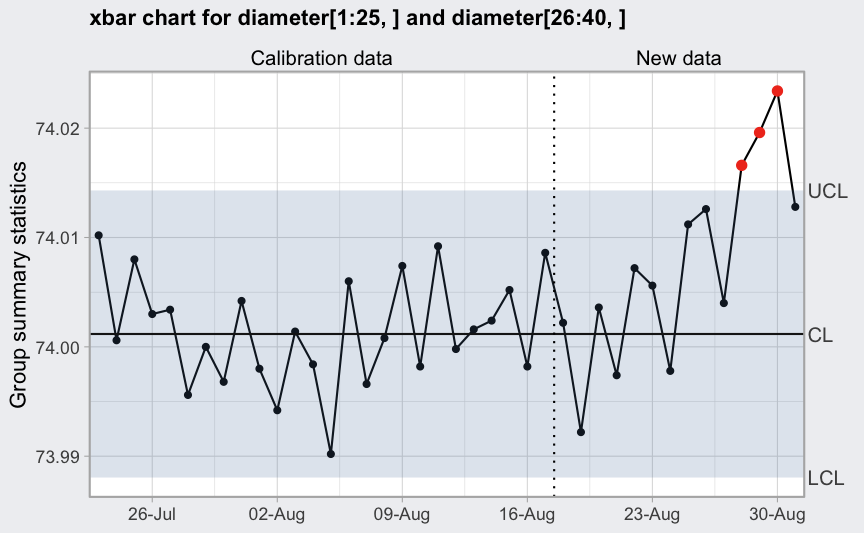 xbar chart for diameter[1:25, ] and diameter[26:40, ]
Calibration data
New data
Group summary statistics
74.02
74.01
74.00
73.99
UCL
CL
LCL
26-Jul
02-Aug
09-Aug
16-Aug
23-Aug
30-Aug